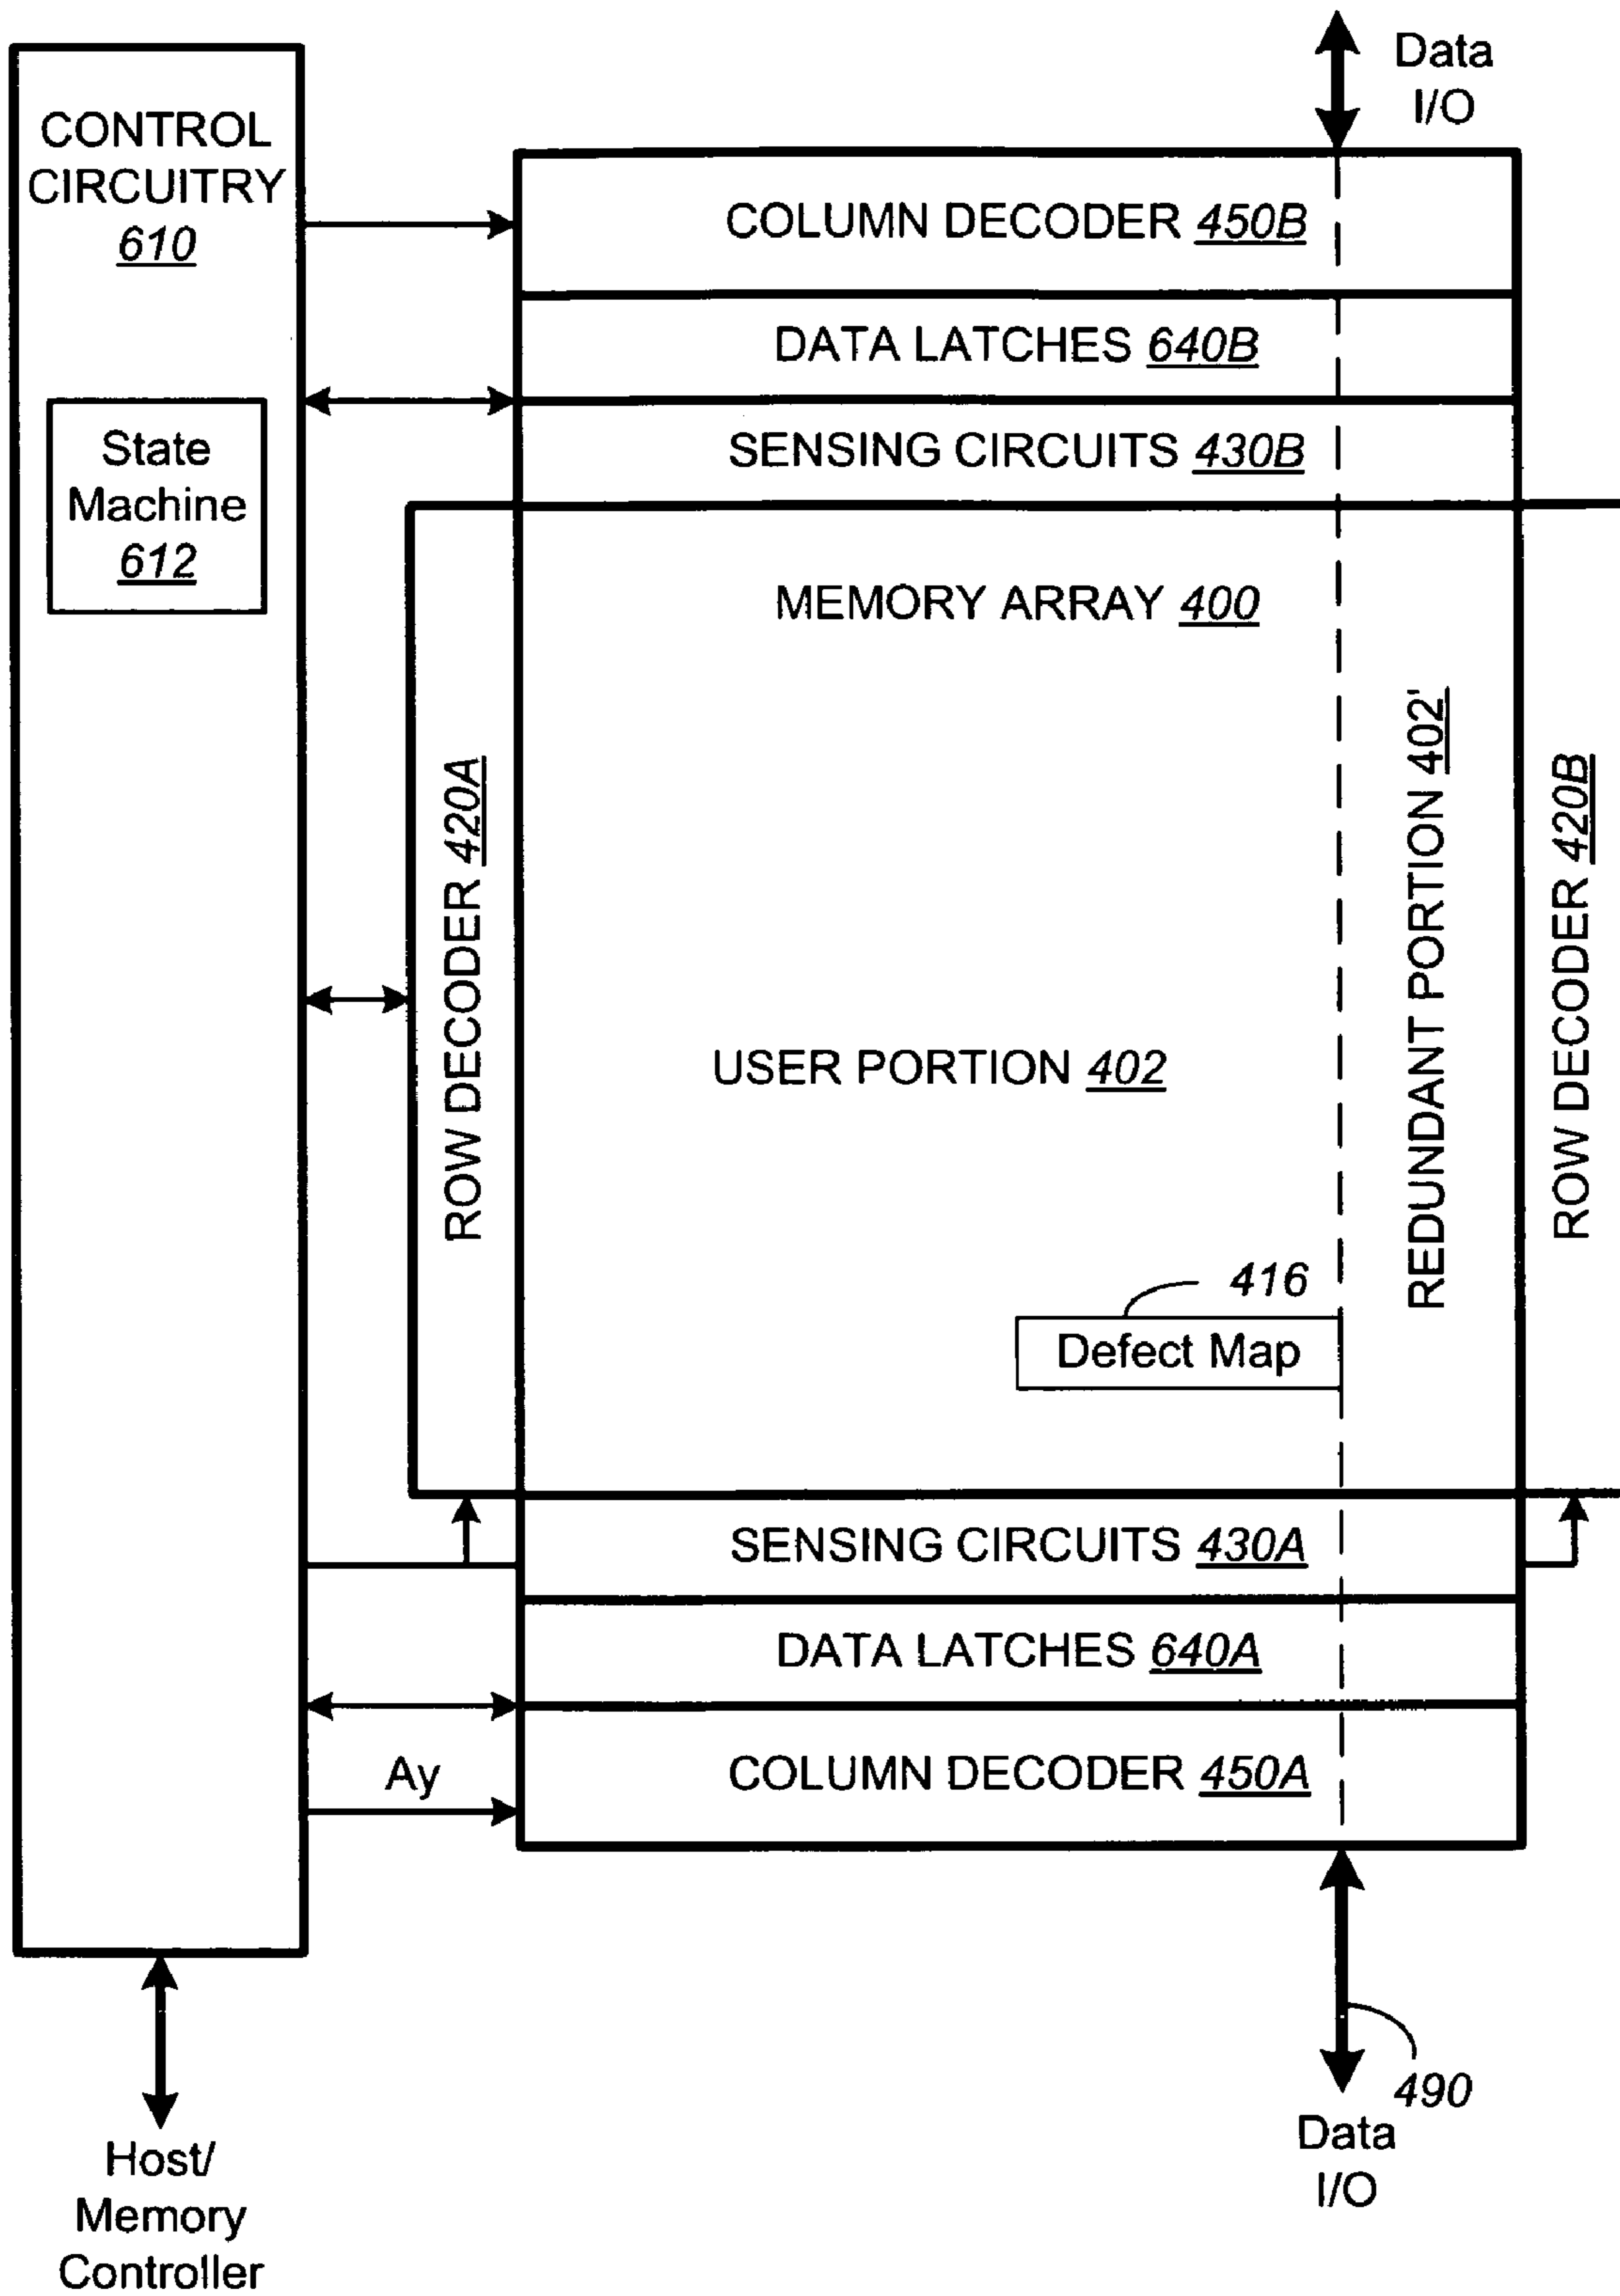 Data
I/O
CONTROL
CIRCUITRY
610
COLUMN DECODER 450B
DATA LATCHES 640B
State
Machine
612
SENSING CIRCUITS 430B
MEMORY ARRAY 400
ROW DECODER 420A
USER PORTION 402
REDUNDANT PORTION 402'
ROW DECODER 420B
416
Defect Map
SENSING CIRCUITS 430A
DATA LATCHES 640A
Ay
COLUMN DECODER 450A
490
Data
I/O
Host/
Memory
Controller